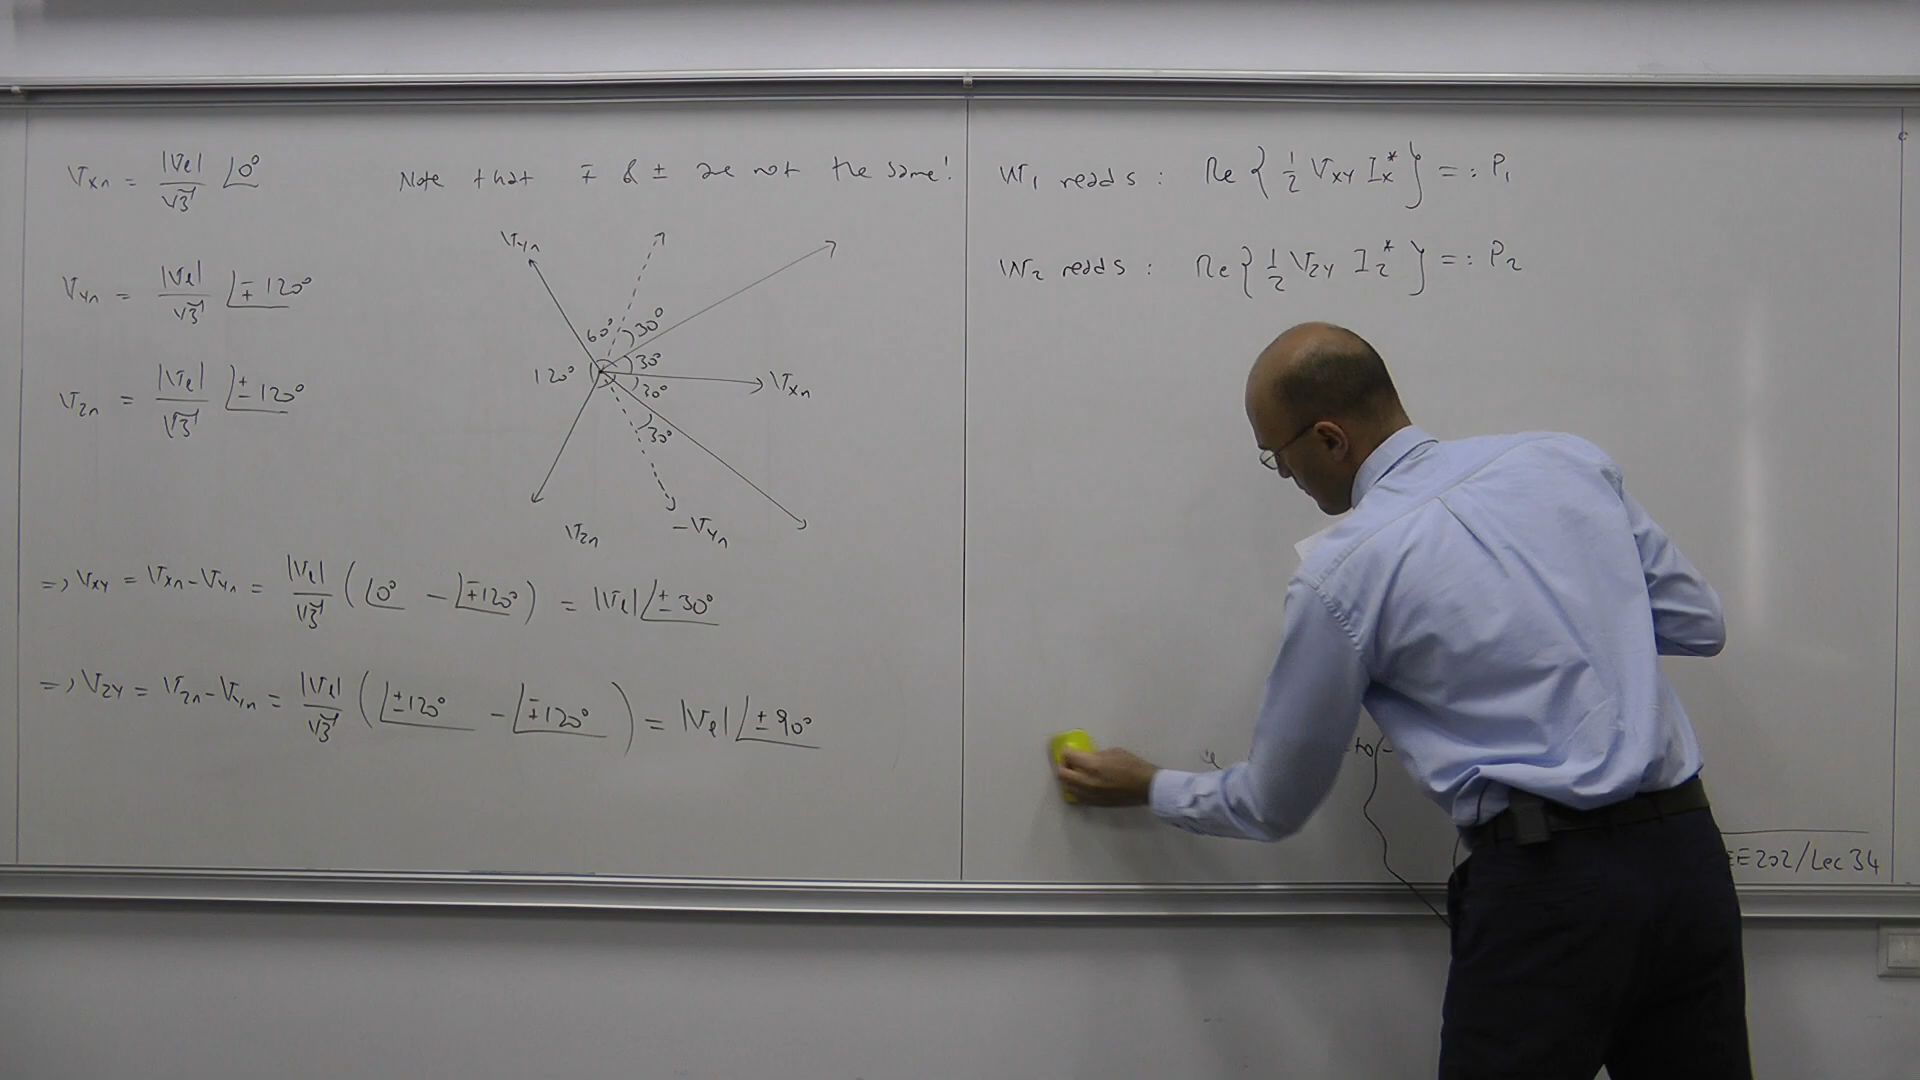 Vxn = |Vl|/√3 ∠0°
Note that ∓ & ± are not the same!
Vyn = |Vl|/√3 ∠∓120°
Vzn = |Vl|/√3 ∠±120°
Vyn
60°
30°
30°
120°
30°
30°
Vxn
Vzn
-Vyn
=> Vxy = Vxn - Vyn = |Vl|/√3 (∠0° - ∠∓120°) = |Vl| ∠±30°
=> Vzy = Vzn - Vyn = |Vl|/√3 (∠±120° - ∠∓120°) = |Vl| ∠±90°
W1 reads : Re{1/2 Vxy Ix*} =: P1
W2 reads : Re{1/2 Vzy Iz*} =: P2
EE202/Lec34